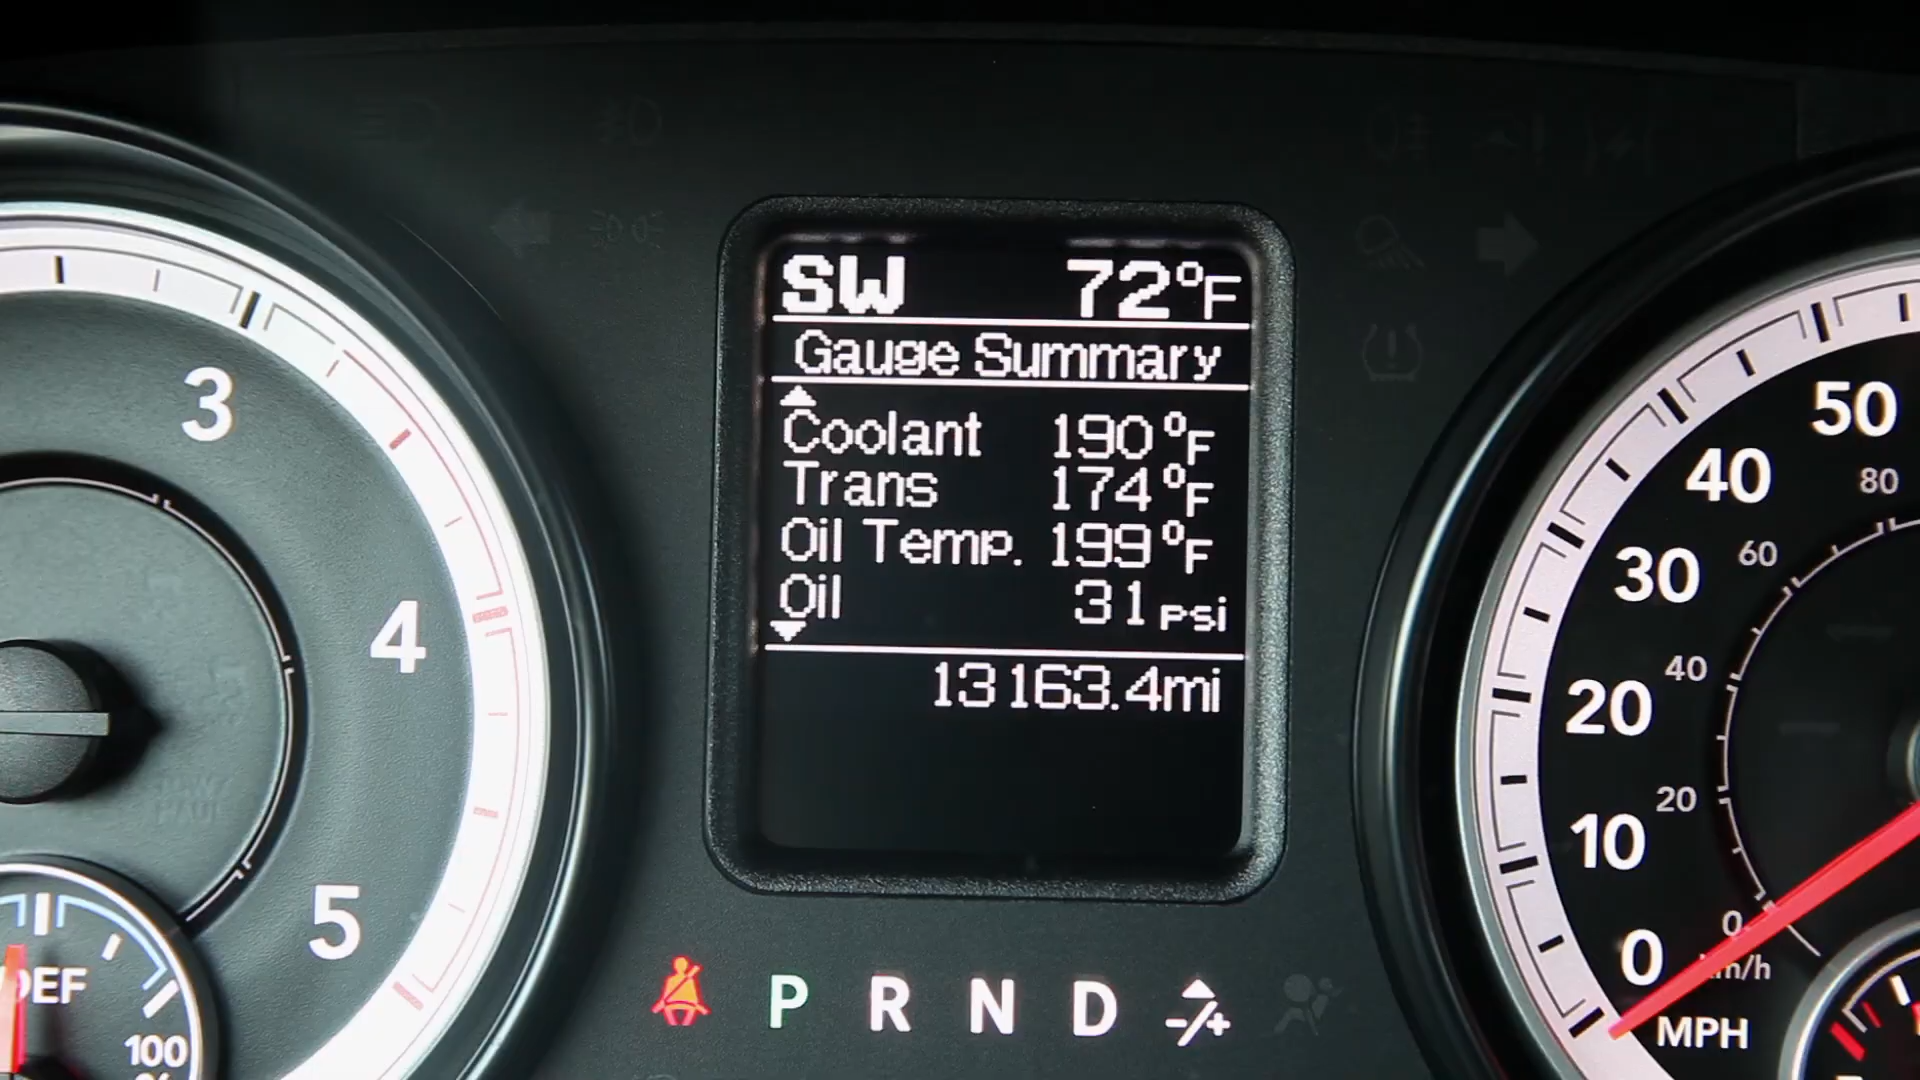 SW 72°F
Gauge Summary
Coolant 190°F
Trans 174°F
Oil Temp. 199°F
Oil 31 psi
13163.4mi
3
4
5
DEF
100
P R N D -/+
50
40
30
20
10
0
80
60
40
20
0
km/h
MPH